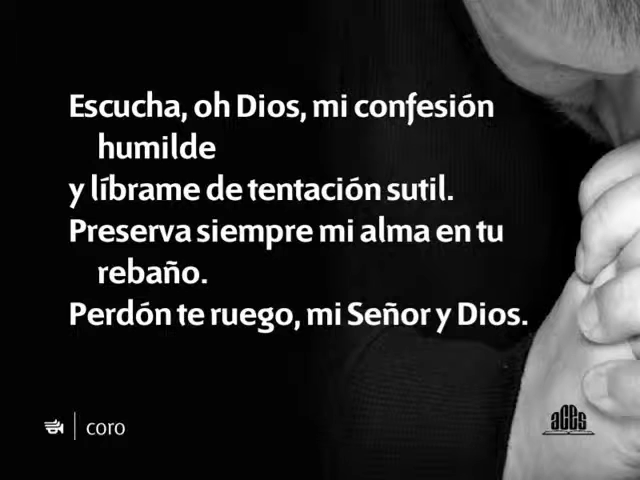 Escucha, oh Dios, mi confesión
humilde
y líbrame de tentación sutil.
Preserva siempre mi alma en tu
rebaño.
Perdón te ruego, mi Señor y Dios.
coro
aces